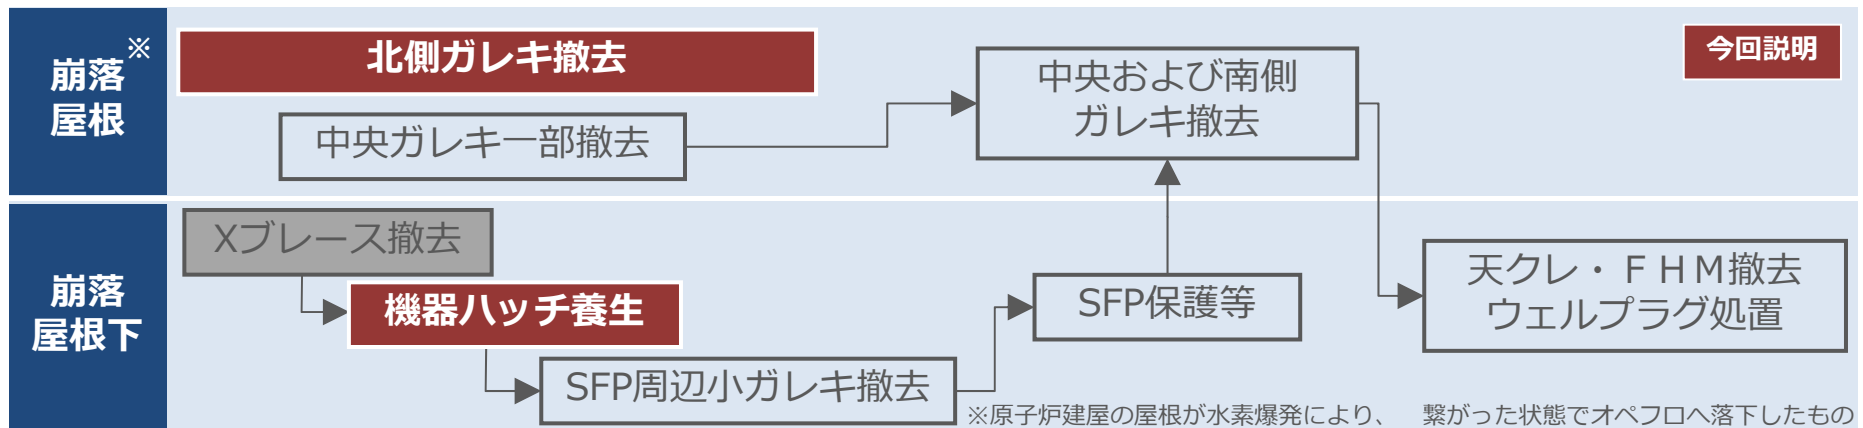 崩落※
屋根
北側ガレキ撤去
中央ガレキ一部撤去
中央および南側
ガレキ撤去
今回説明
崩落
屋根下
Xブレース撤去
機器ハッチ養生
SFP周辺小ガレキ撤去
SFP保護等
天クレ・ＦＨＭ撤去
ウェルプラグ処置
※原子炉建屋の屋根が水素爆発により、　繋がった状態でオペフロへ落下したもの